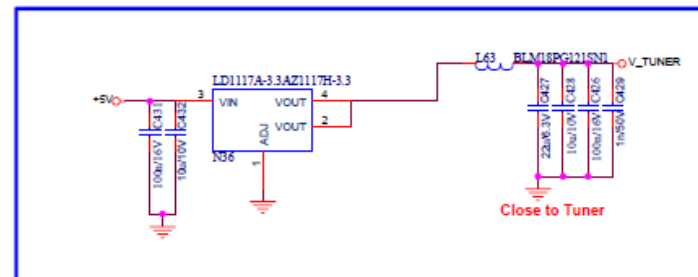 L63 BLM18PG121SN1
V_TUNER
LD1117A-3.3AZ1117H-3.3
+5V
3 VIN VOUT 4
VOUT 2
ADJ
N36
1
C431
100n/16V
C432
10u/10V
C427
22u/6.3V
C428
10u/10V
C426
100n/16V
C429
1n/50V
Close to Tuner